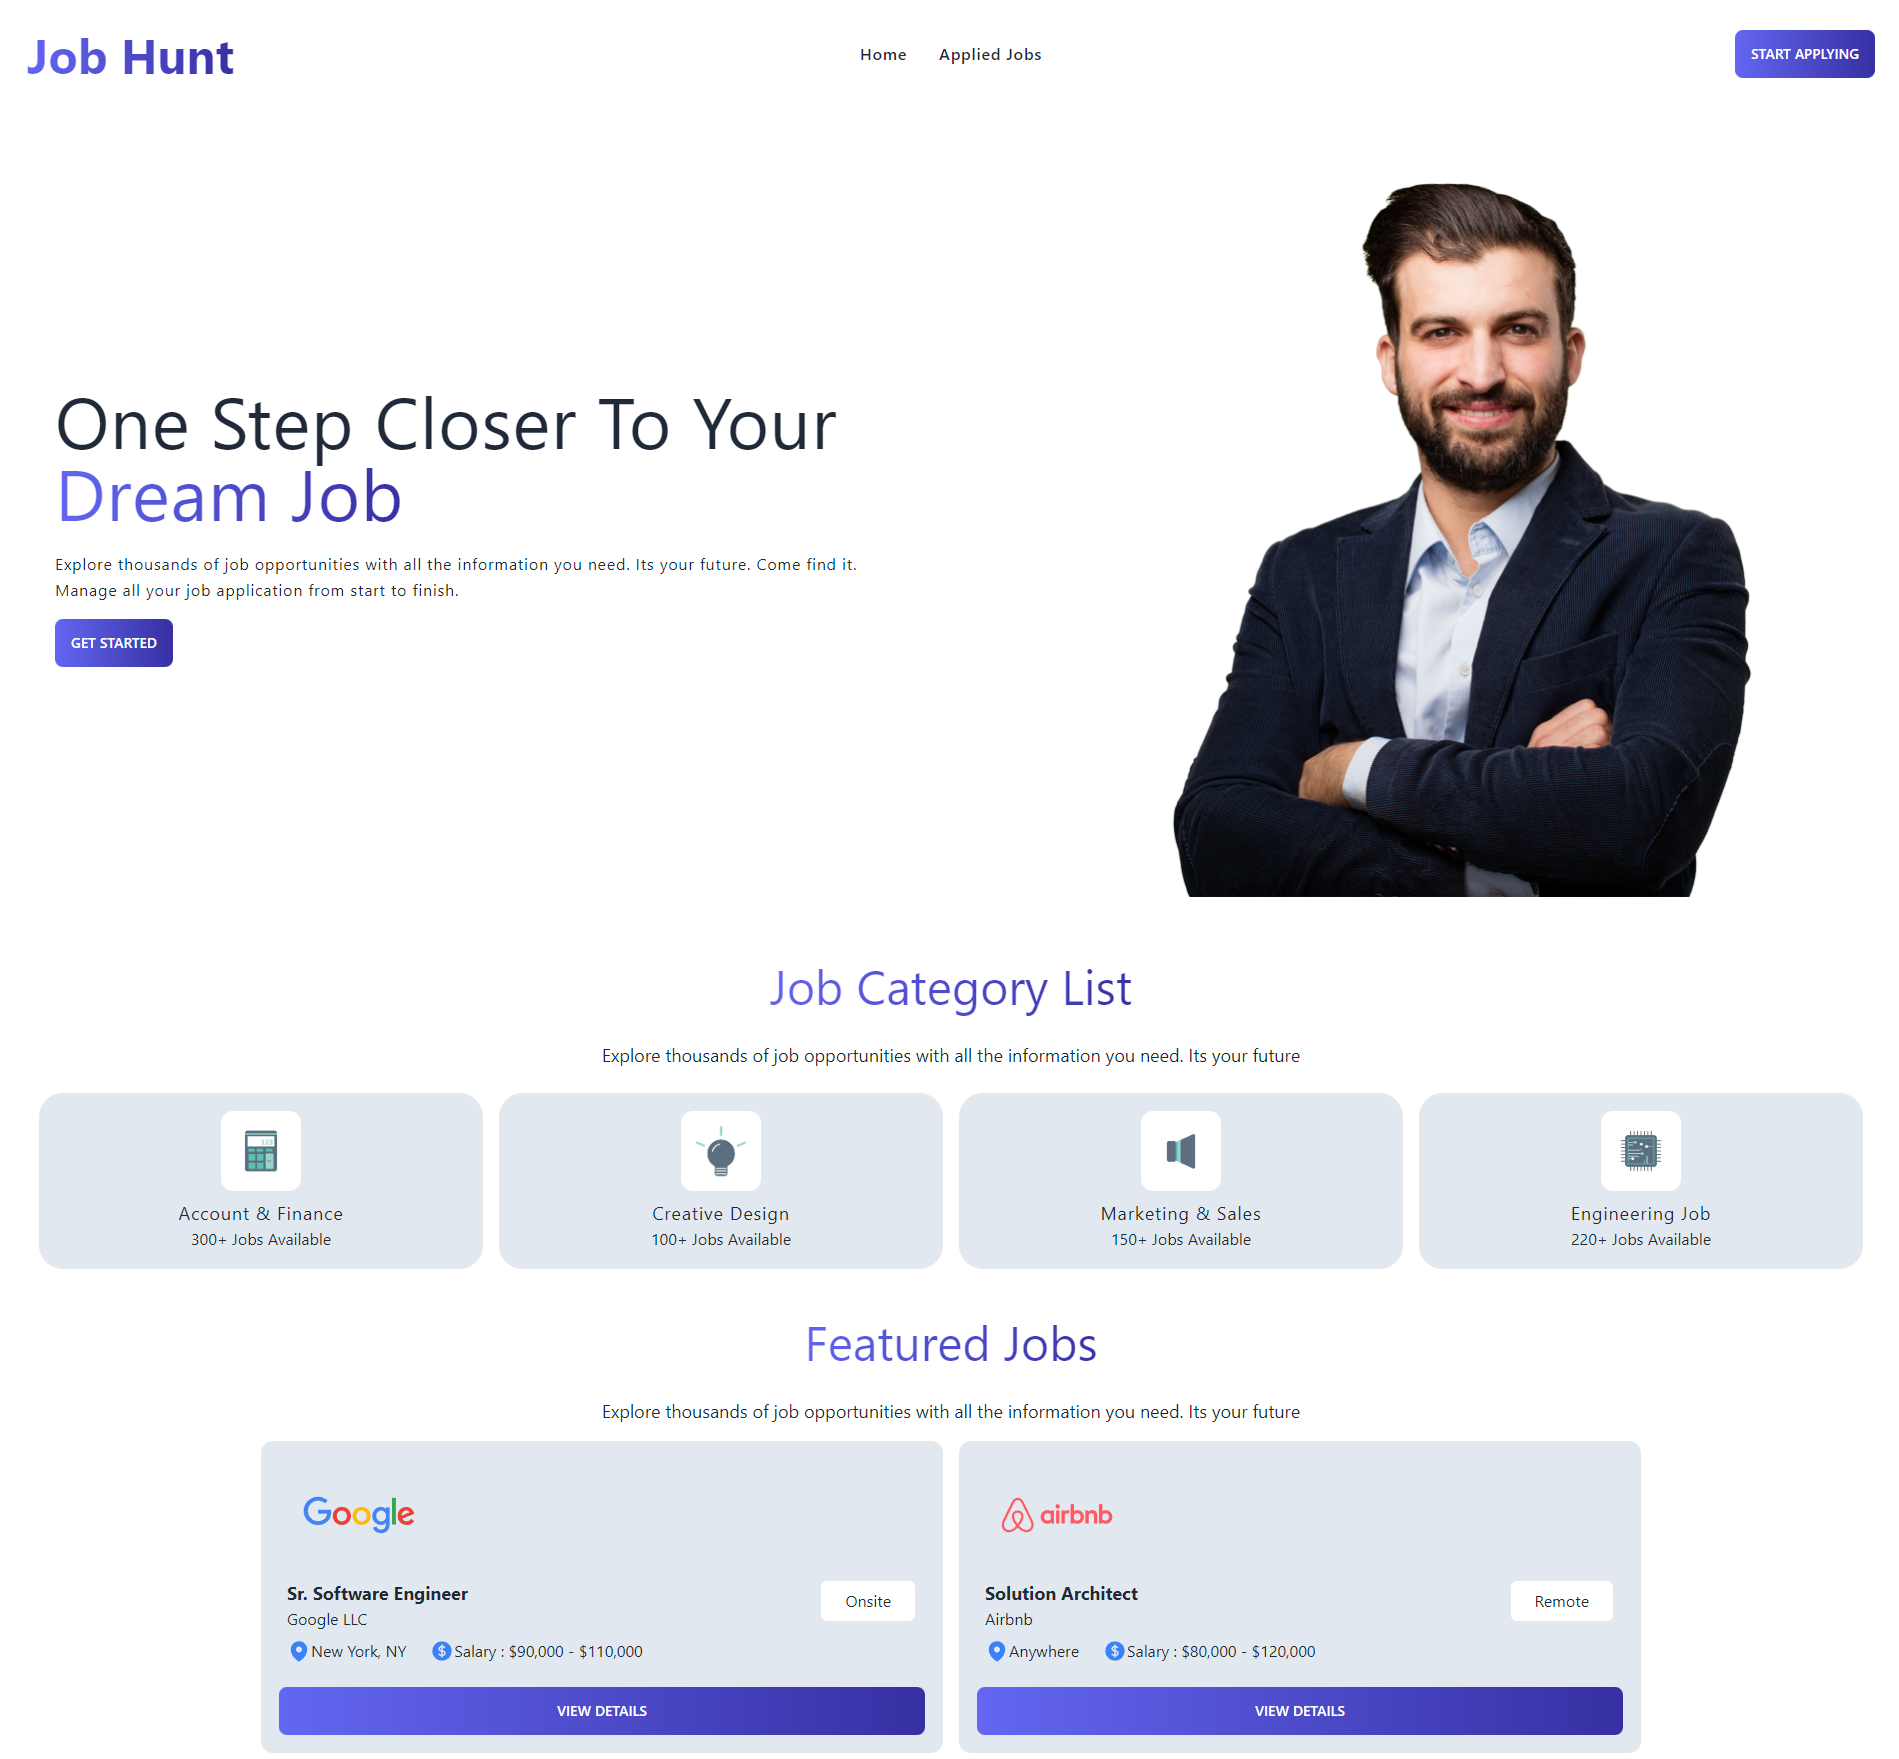 Job Hunt
Home
Applied Jobs
START APPLYING
One Step Closer To Your
Dream Job
Explore thousands of job opportunities with all the information you need. Its your future. Come find it.
Manage all your job application from start to finish.
GET STARTED
Job Category List
Explore thousands of job opportunities with all the information you need. Its your future
123
Account & Finance
300+ Jobs Available
Creative Design
100+ Jobs Available
Marketing & Sales
150+ Jobs Available
Engineering Job
220+ Jobs Available
Featured Jobs
Explore thousands of job opportunities with all the information you need. Its your future
Google
Sr. Software Engineer
Google LLC
Onsite
New York, NY
$ Salary : $90,000 - $110,000
VIEW DETAILS
airbnb
Solution Architect
Airbnb
Remote
Anywhere
$ Salary : $80,000 - $120,000
VIEW DETAILS